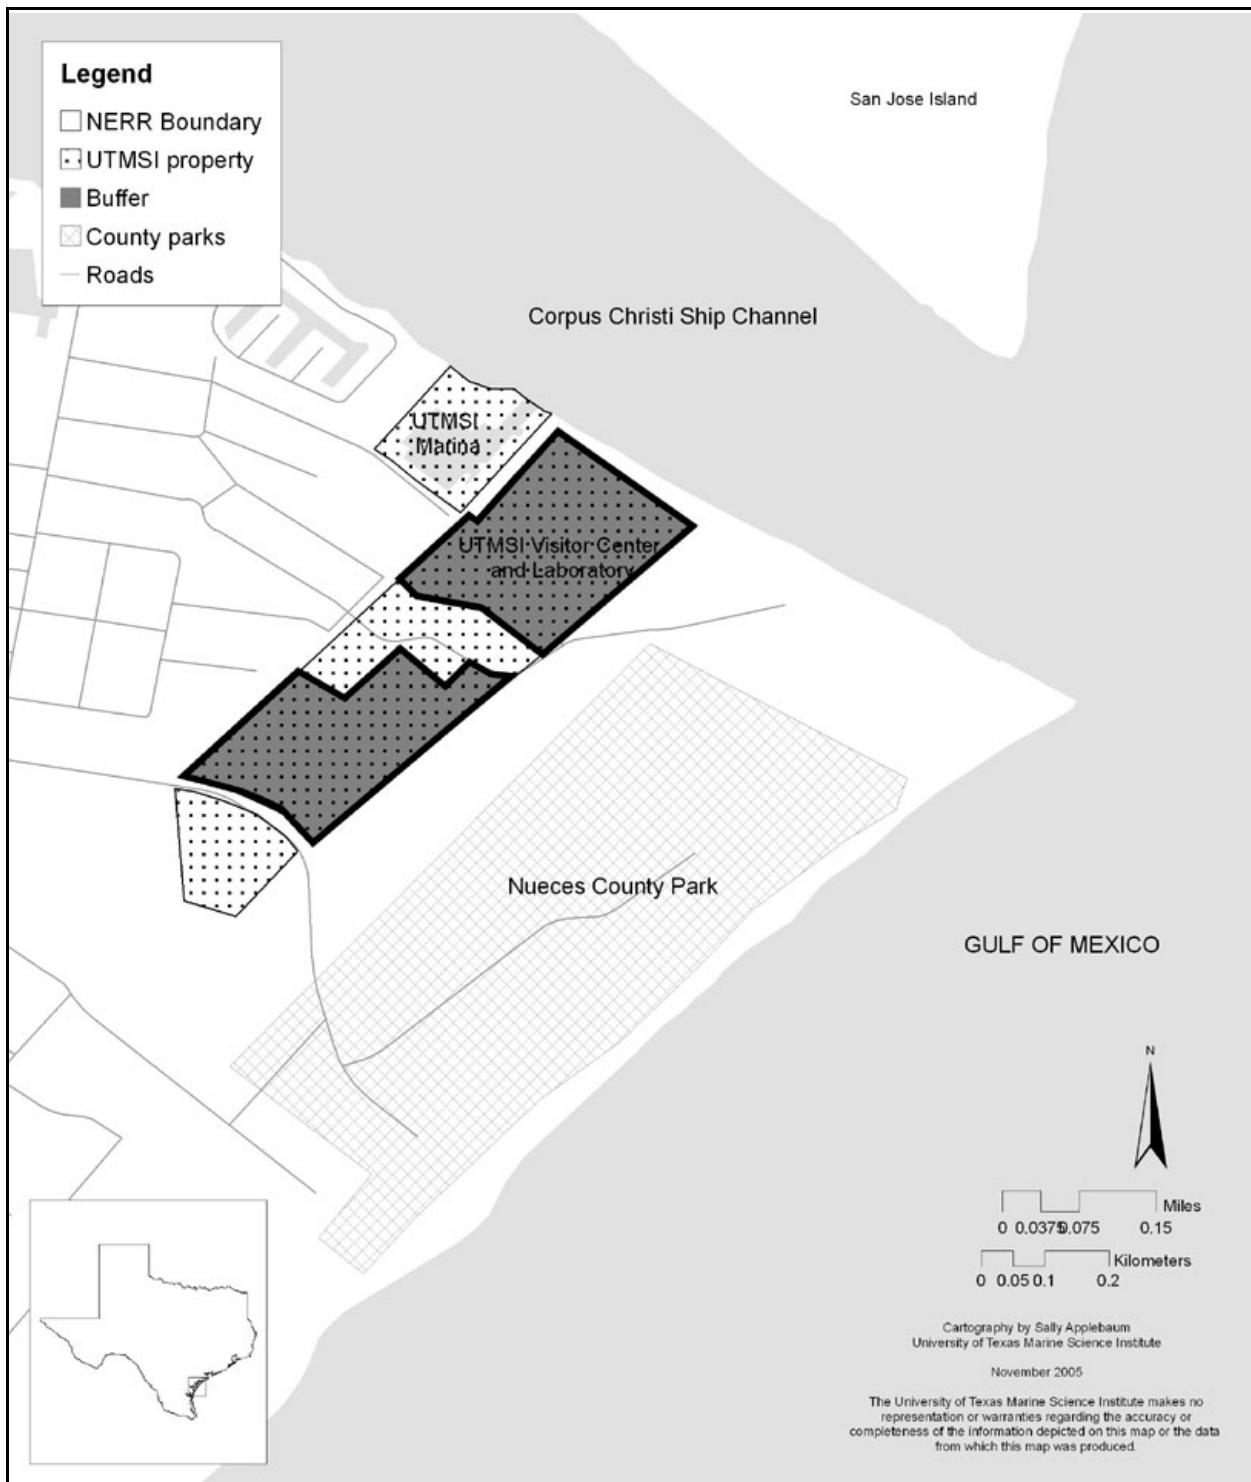 Legend
NERR Boundary
UTMSI property
Buffer
County parks
Roads
San Jose Island
Corpus Christi Ship Channel
UTMSI
Marina
UTMSI Visitor Center
and Laboratory
Nueces County Park
GULF OF MEXICO
N
Miles
0 0.0375 0.075 0.15
Kilometers
0 0.05 0.1 0.2
Cartography by Sally Applebaum
University of Texas Marine Science Institute
November 2005
The University of Texas Marine Science Institute makes no
representation or warranties regarding the accuracy or
completeness of the information depicted on this map or the data
from which this map was produced.